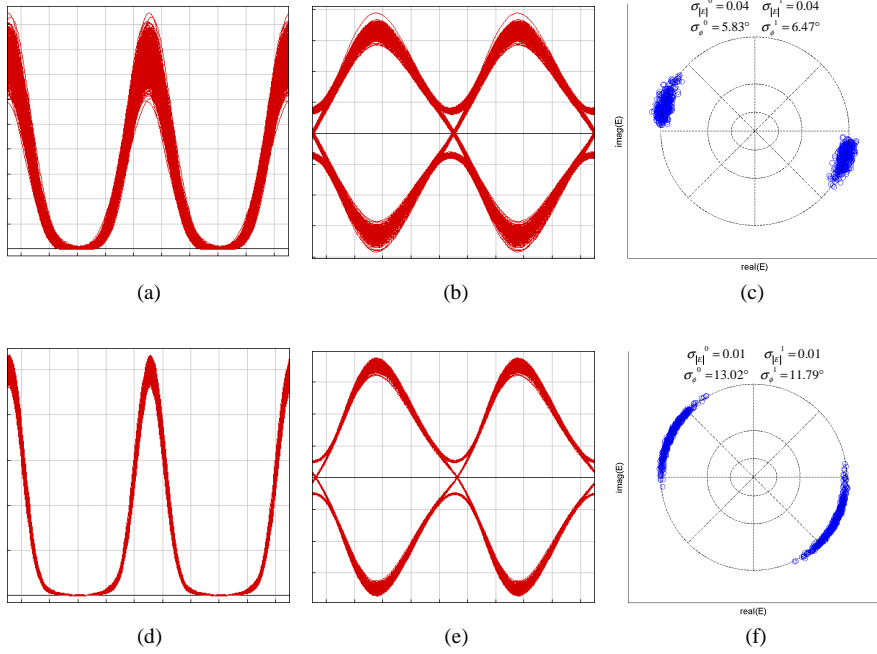 σ|E|⁰ = 0.04 σ|E|¹ = 0.04
σϕ⁰ = 5.83° σϕ¹ = 6.47°
imag(E)
real(E)
(a) (b) (c)
σ|E|⁰ = 0.01 σ|E|¹ = 0.01
σϕ⁰ = 13.02° σϕ¹ = 11.79°
imag(E)
real(E)
(d) (e) (f)